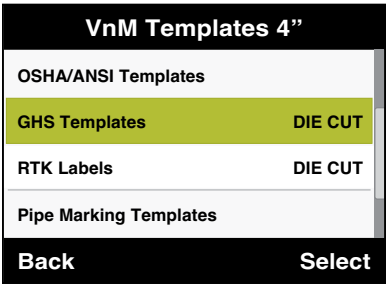 VnM Templates 4”
OSHA/ANSI Templates
GHS Templates DIE CUT
RTK Labels DIE CUT
Pipe Marking Templates
Back Select